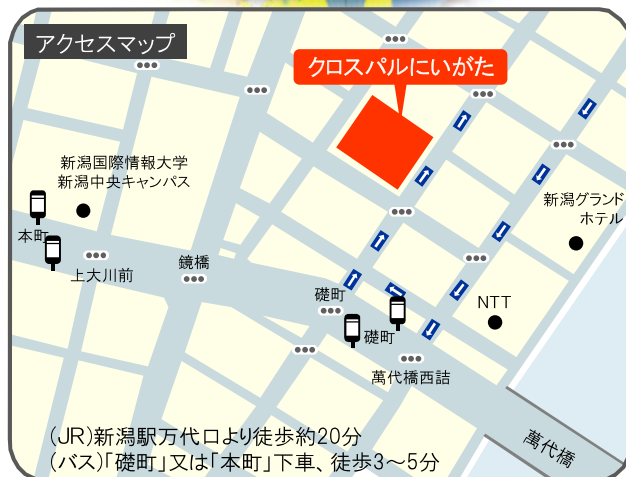 アクセスマップ
クロスパルにいがた
新潟国際情報大学
新潟中央キャンパス
新潟グランド
ホテル
本町
上大川前
鏡橋
礎町
NTT
礎町
萬代橋西詰
萬代橋
(JR)新潟駅万代口より徒歩約20分
(バス)「礎町」又は「本町」下車、徒歩3～5分